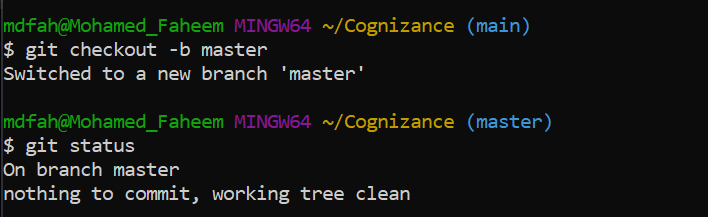 mdfah@Mohamed_Faheem MINGW64 ~/Cognizance (main)
$ git checkout -b master
Switched to a new branch 'master'
mdfah@Mohamed_Faheem MINGW64 ~/Cognizance (master)
$ git status
On branch master
nothing to commit, working tree clean